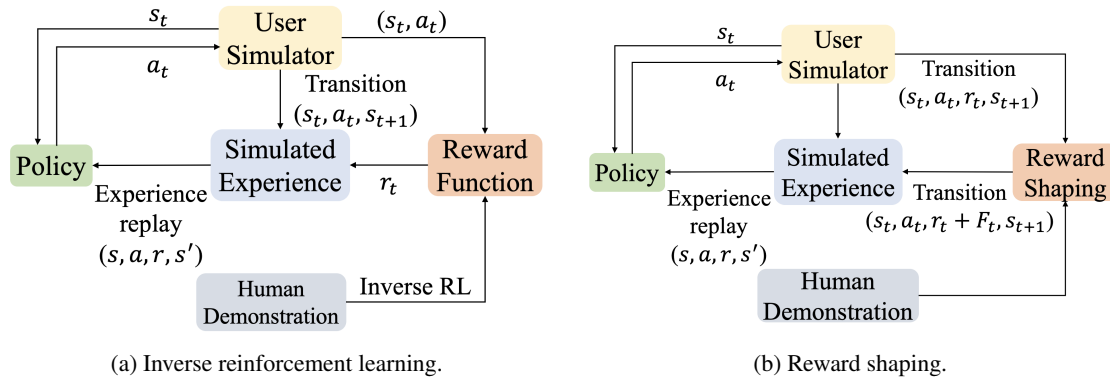 s_t
User
Simulator
(s_t, a_t)
a_t
Transition
(s_t, a_t, s_{t+1})
Policy
Simulated
Experience
Reward
Function
r_t
Experience
replay
(s, a, r, s′)
Human
Demonstration
Inverse RL
(a) Inverse reinforcement learning.
s_t
User
Simulator
a_t
Transition
(s_t, a_t, r_t, s_{t+1})
Policy
Simulated
Experience
Reward
Shaping
Experience
replay
(s, a, r, s′)
Transition
(s_t, a_t, r_t + F_t, s_{t+1})
Human
Demonstration
(b) Reward shaping.